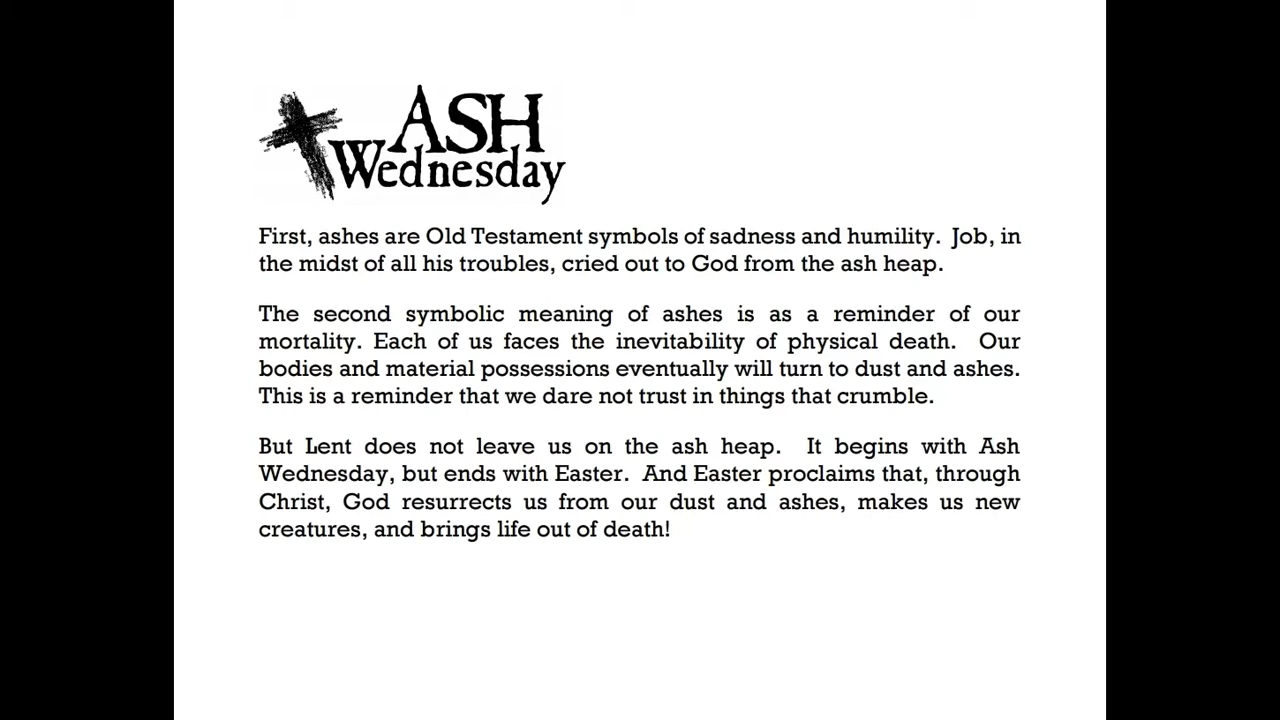 ASH
Wednesday
First, ashes are Old Testament symbols of sadness and humility.  Job, in
the midst of all his troubles, cried out to God from the ash heap.
The second symbolic meaning of ashes is as a reminder of our
mortality. Each of us faces the inevitability of physical death.  Our
bodies and material possessions eventually will turn to dust and ashes.
This is a reminder that we dare not trust in things that crumble.
But Lent does not leave us on the ash heap.  It begins with Ash
Wednesday, but ends with Easter.  And Easter proclaims that, through
Christ, God resurrects us from our dust and ashes, makes us new
creatures, and brings life out of death!